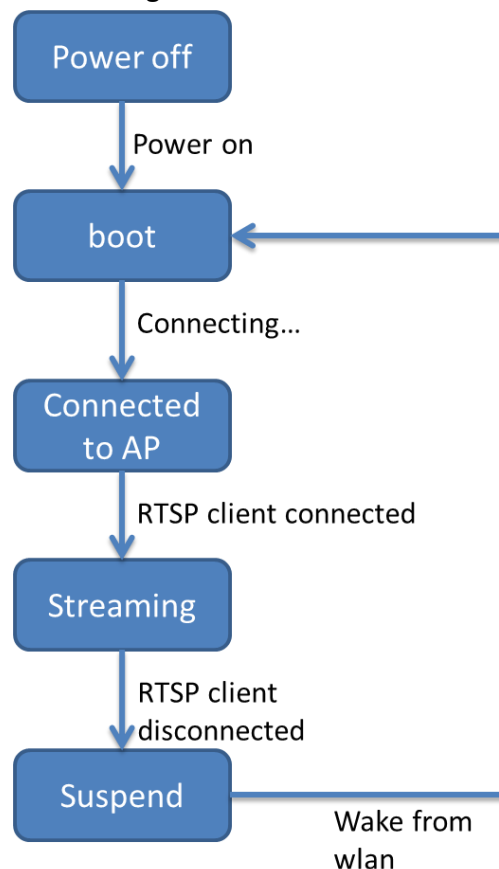 Power off
Power on
boot
Connecting...
Connected
to AP
RTSP client connected
Streaming
RTSP client
disconnected
Suspend
Wake from
wlan